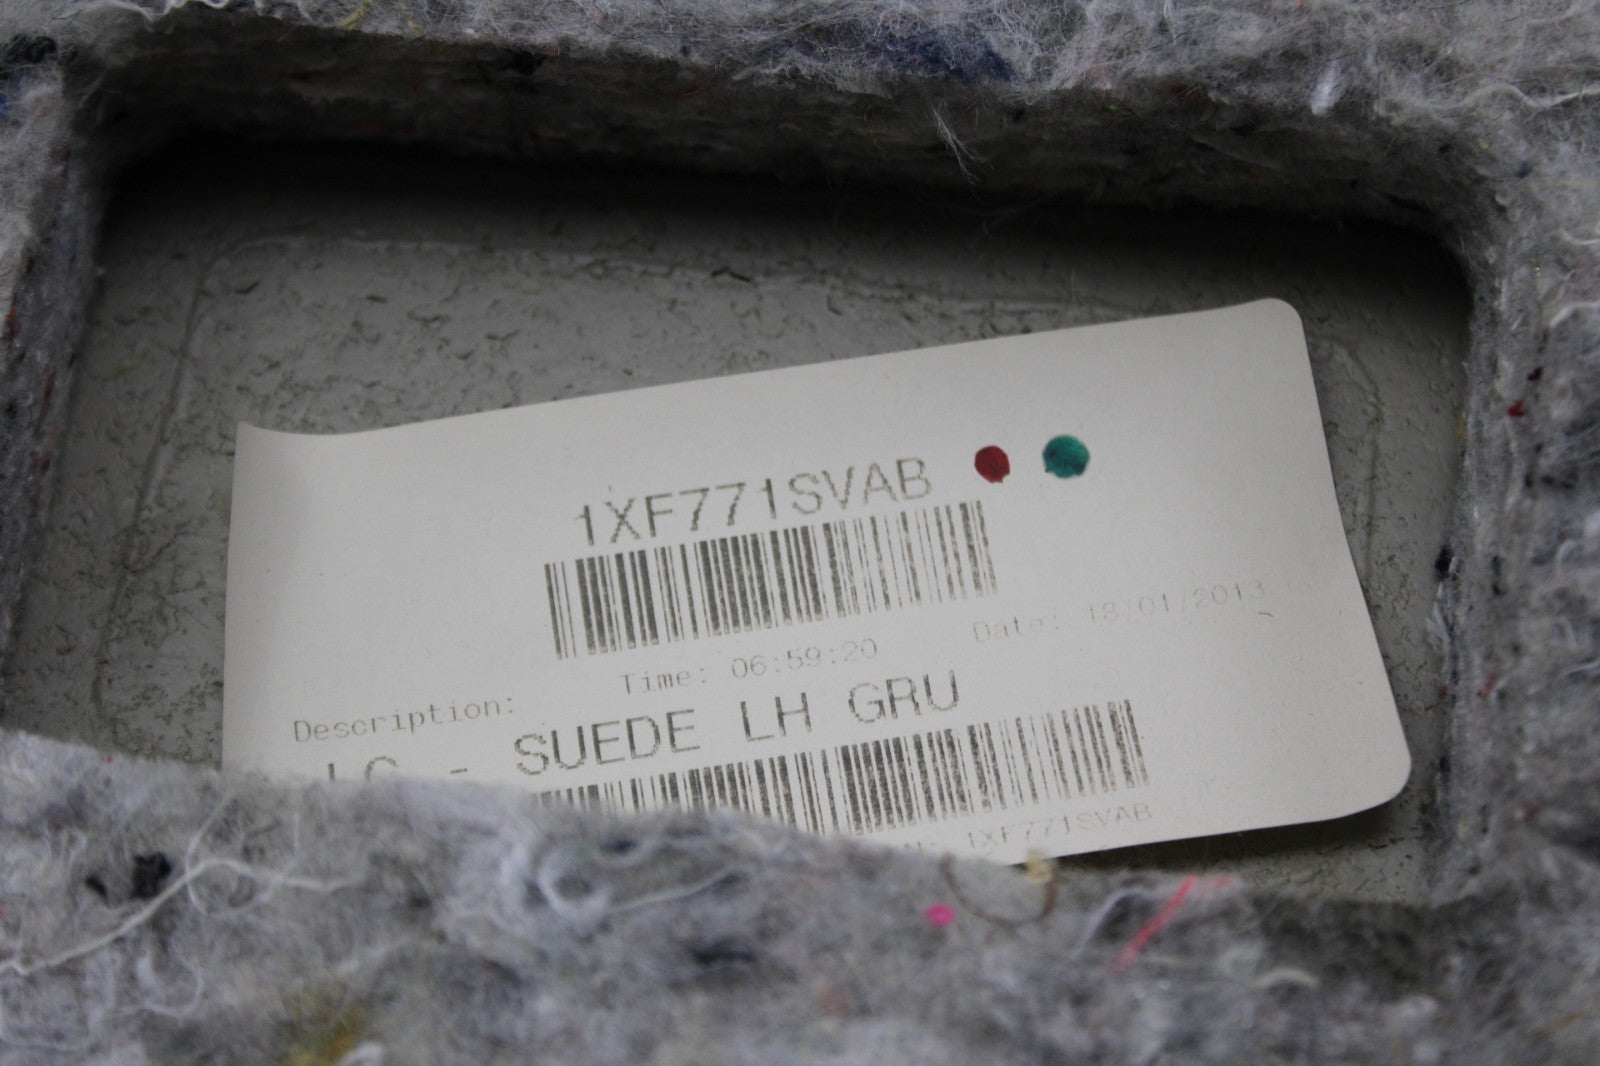 1XF771SVAB
Time: 06:59:20 Date: 18/01/2013
Description:
- SUEDE LH GRU
1XF771SVAB